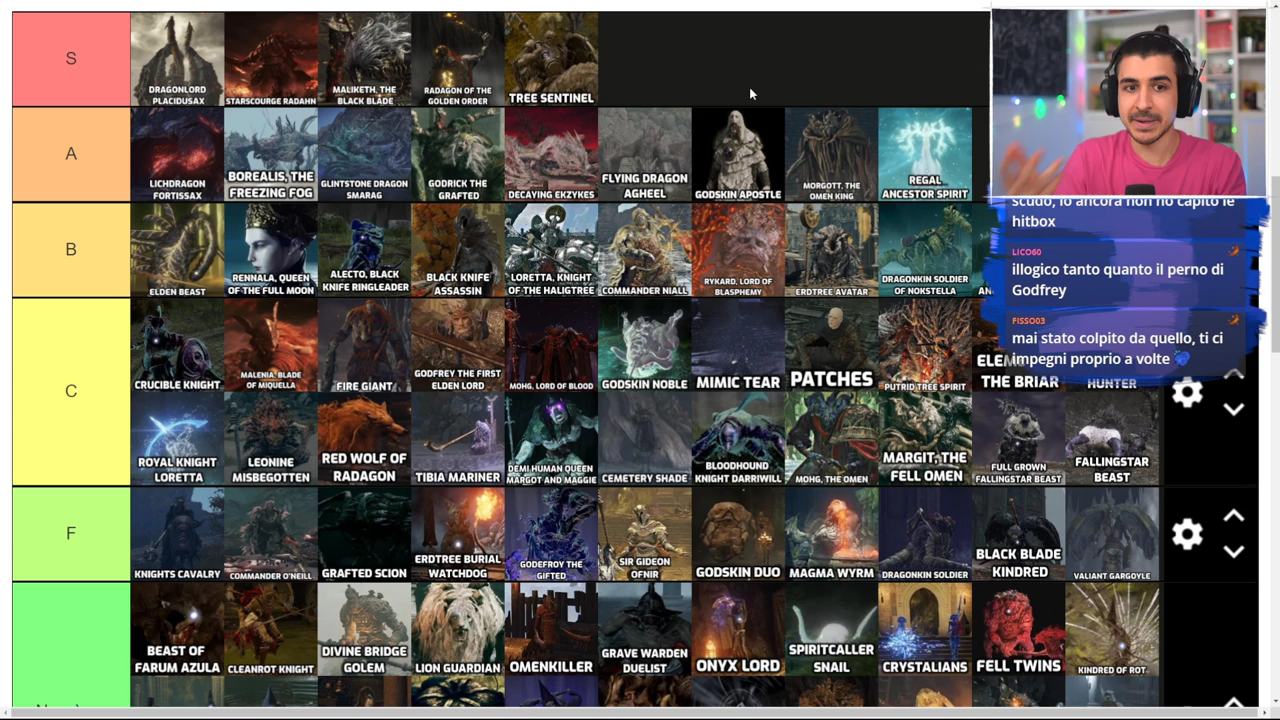 S
DRAGONLORD
PLACIDUSAX
STARSCOURGE RADAHN
MALIKETH, THE
BLACK BLADE
RADAGON OF THE
GOLDEN ORDER
TREE SENTINEL
A
LICHDRAGON
FORTISSAX
BOREALIS, THE
FREEZING FOG
GLINTSTONE DRAGON
SMARAG
GODRICK THE
GRAFTED
DECAYING EKZYKES
FLYING DRAGON
AGHEEL
GODSKIN APOSTLE
MORGOTT, THE
OMEN KING
REGAL
ANCESTOR SPIRIT
scudo, io ancora non ho capito le
hitbox
LICO60
illogico tanto quanto il perno di
Godfrey
FISSO03
mai stato colpito da quello, ti ci
impegni proprio a volte
B
ELDEN BEAST
RENNALA, QUEEN
OF THE FULL MOON
ALECTO, BLACK
KNIFE RINGLEADER
BLACK KNIFE
ASSASSIN
LORETTA, KNIGHT
OF THE HALIGTREE
COMMANDER NIALL
RYKARD, LORD OF
BLASPHEMY
ERDTREE AVATAR
DRAGONKIN SOLDIER
OF NOKSTELLA
C
CRUCIBLE KNIGHT
MALENIA, BLADE
OF MIQUELLA
FIRE GIANT
GODFREY THE FIRST
ELDEN LORD
MOHG, LORD OF BLOOD
GODSKIN NOBLE
MIMIC TEAR
PATCHES
PUTRID TREE SPIRIT
THE BRIAR
HUNTER
ROYAL KNIGHT
LORETTA
LEONINE
MISBEGOTTEN
RED WOLF OF
RADAGON
TIBIA MARINER
DEMI HUMAN QUEEN
MARGOT AND MAGGIE
CEMETERY SHADE
BLOODHOUND
KNIGHT DARRIWILL
MOHG, THE OMEN
MARGIT, THE
FELL OMEN
FULL GROWN
FALLINGSTAR BEAST
FALLINGSTAR
BEAST
F
KNIGHTS CAVALRY
COMMANDER O'NEILL
GRAFTED SCION
ERDTREE BURIAL
WATCHDOG
GODEFROY THE
GIFTED
SIR GIDEON
OFNIR
GODSKIN DUO
MAGMA WYRM
DRAGONKIN SOLDIER
BLACK BLADE
KINDRED
VALIANT GARGOYLE
BEAST OF
FARUM AZULA
CLEANROT KNIGHT
DIVINE BRIDGE
GOLEM
LION GUARDIAN
OMENKILLER
GRAVE WARDEN
DUELIST
ONYX LORD
SPIRITCALLER
SNAIL
CRYSTALIANS
FELL TWINS
KINDRED OF ROT